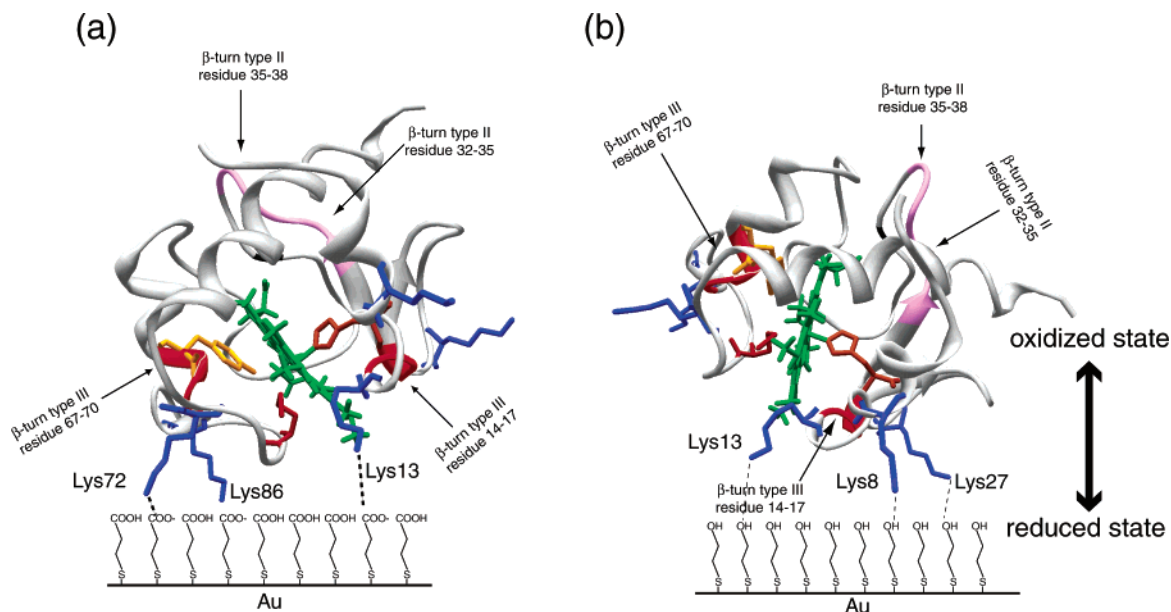 (a)
β-turn type II
residue 35-38
β-turn type II
residue 32-35
β-turn type III
residue 67-70
β-turn type III
residue 14-17
Lys72
Lys86
Lys13
COOH COO- COOH COO- COOH COOH COOH COO- COOH
S S S S S S S S S
Au
(b)
β-turn type II
residue 35-38
β-turn type III
residue 67-70
β-turn type II
residue 32-35
oxidized state
reduced state
Lys13
Lys8
Lys27
β-turn type III
residue 14-17
OH OH OH OH OH OH OH OH OH OH
S S S S S S S S S S
Au